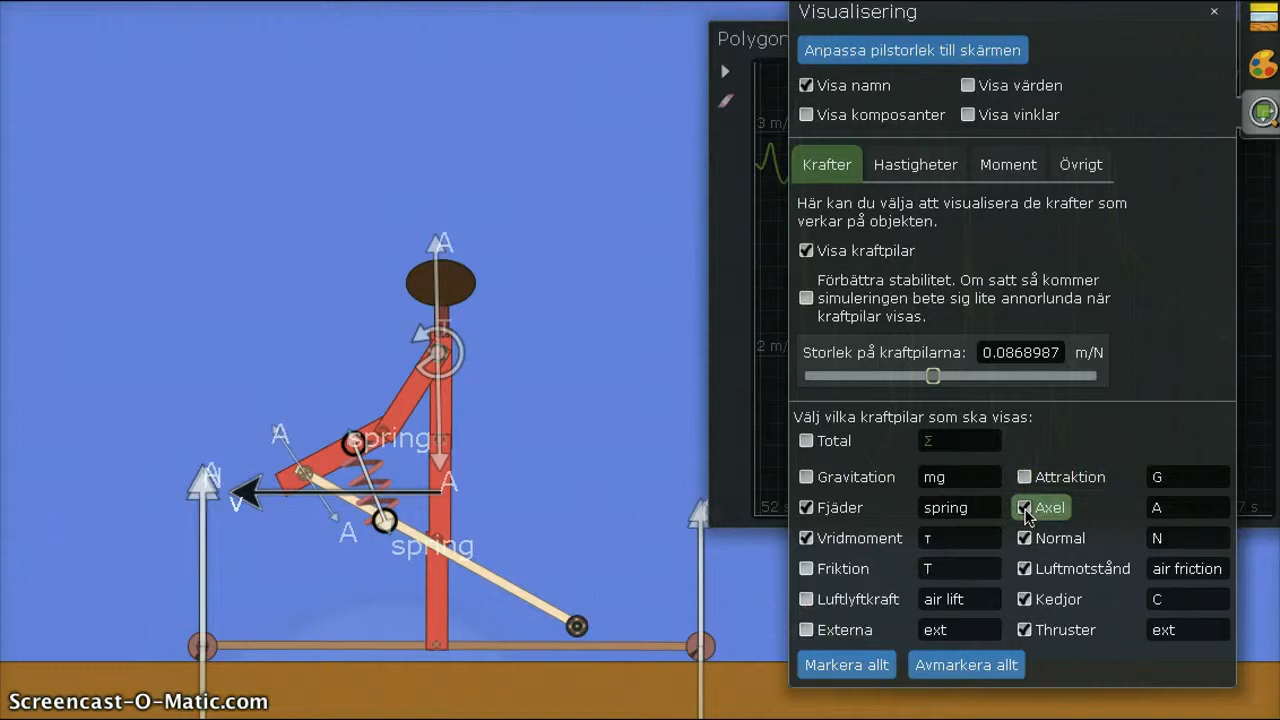 Visualisering
Polygon
Anpassa pilstorlek till skärmen
Visa namn
Visa värden
Visa komposanter
Visa vinklar
3 m/
Krafter
Hastigheter
Moment
Övrigt
Här kan du välja att visualisera de krafter som
verkar på objekten.
Visa kraftpilar
Förbättra stabilitet. Om satt så kommer
simuleringen bete sig lite annorlunda när
kraftpilar visas.
2 m/
Storlek på kraftpilarna:
0.0868987
m/N
Välj vilka kraftpilar som ska visas:
Total
Σ
Gravitation
mg
Attraktion
G
52 s
Fjäder
spring
Axel
A
s
Vridmoment
τ
Normal
N
Friktion
T
Luftmotstånd
air friction
Luftlyftkraft
air lift
Kedjor
C
Externa
ext
Thruster
ext
Markera allt
Avmarkera allt
A
A
spring
A
v
A
spring
Screencast-O-Matic.com